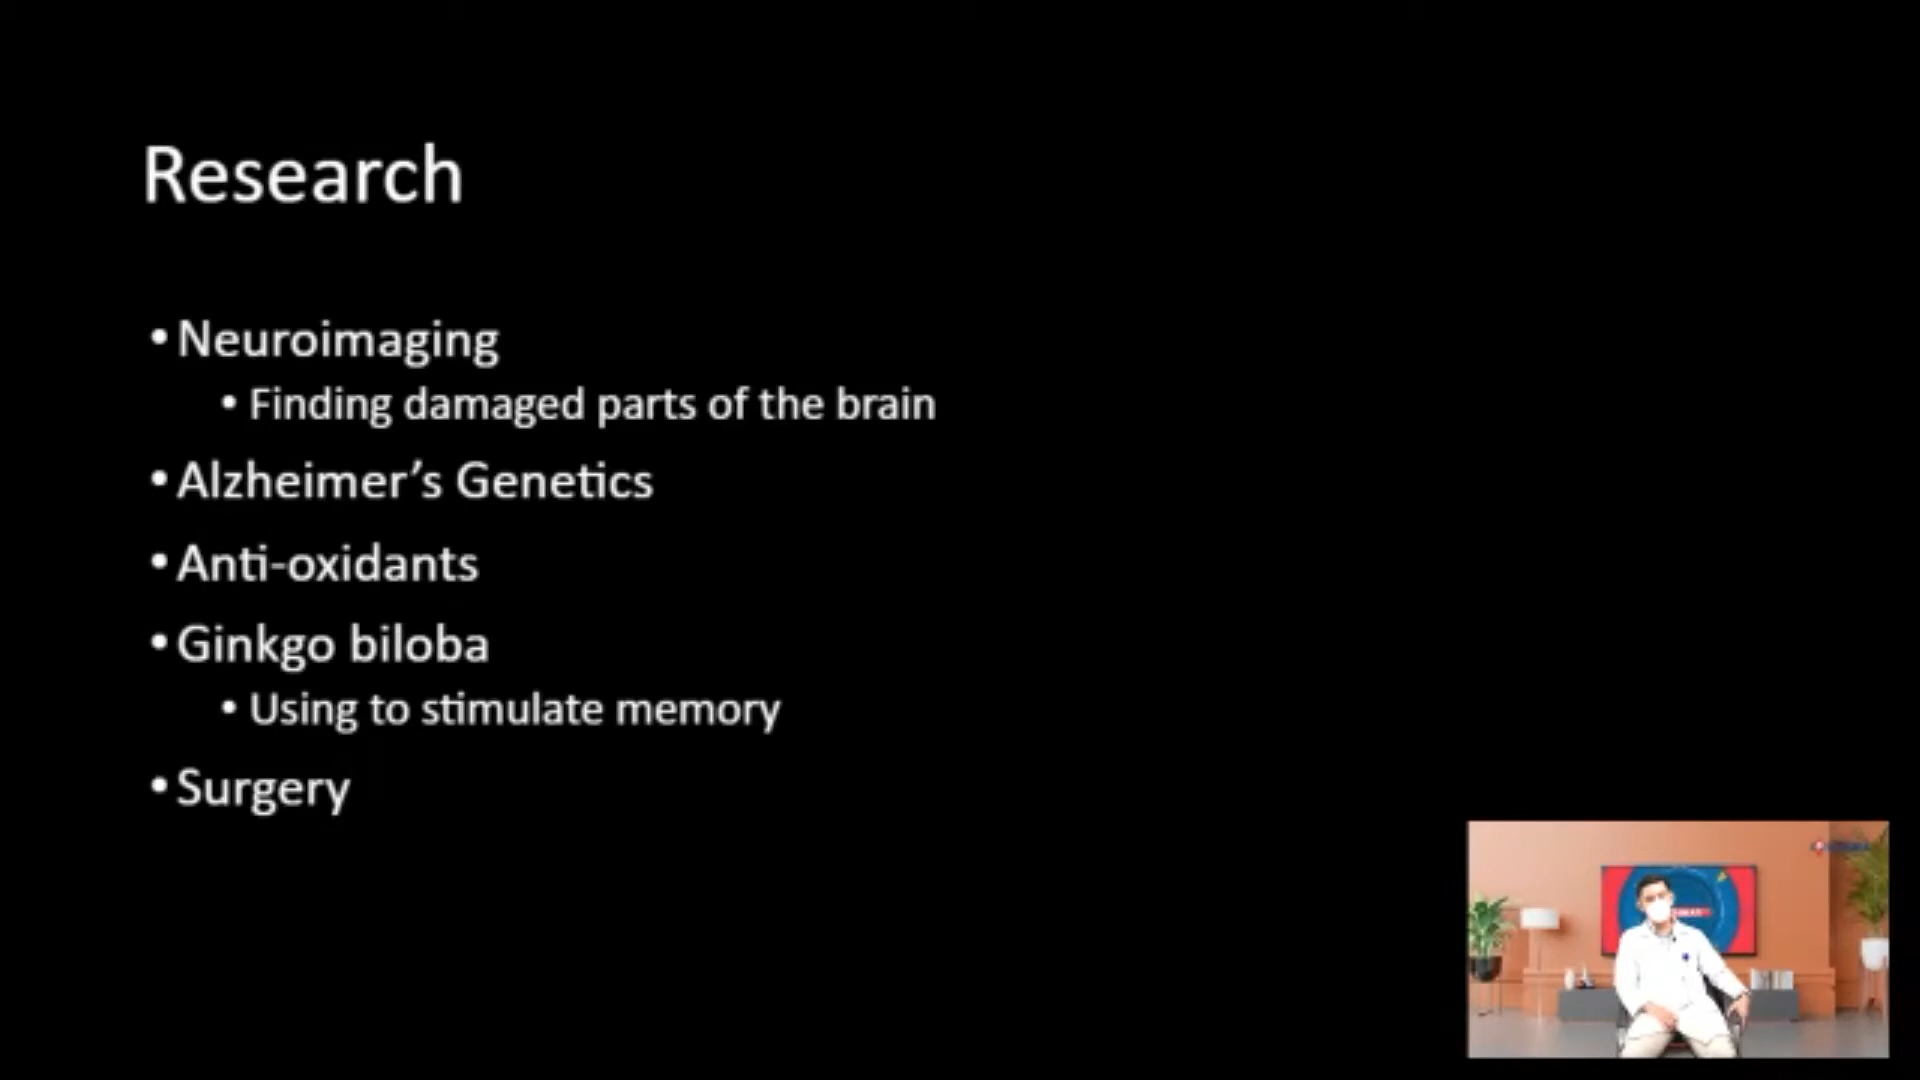 Research
• Neuroimaging
• Finding damaged parts of the brain
• Alzheimer’s Genetics
• Anti-oxidants
• Ginkgo biloba
• Using to stimulate memory
• Surgery